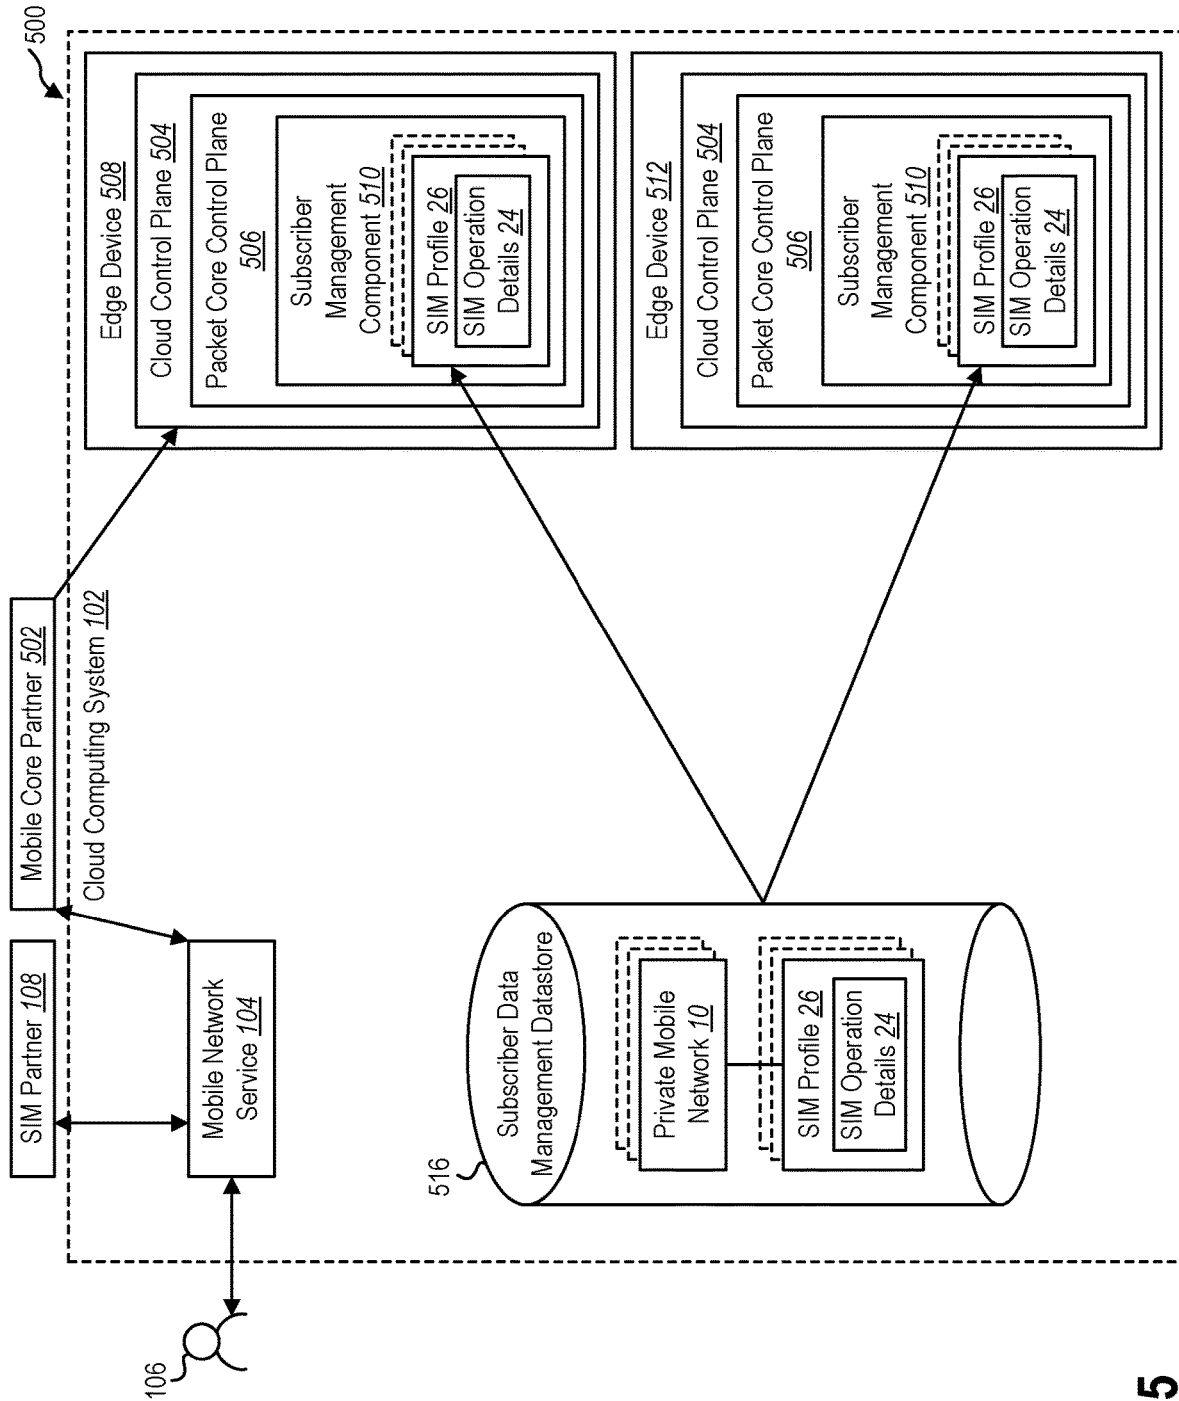 500
SIM Partner 108
Mobile Core Partner 502
Cloud Computing System 102
106
Mobile Network
Service 104
Edge Device 508
Cloud Control Plane 504
Packet Core Control Plane
506
Subscriber
Management
Component 510
SIM Profile 26
SIM Operation
Details 24
516
Subscriber Data
Management Datastore
Private Mobile
Network 10
SIM Profile 26
SIM Operation
Details 24
Edge Device 512
Cloud Control Plane 504
Packet Core Control Plane
506
Subscriber
Management
Component 510
SIM Profile 26
SIM Operation
Details 24
5